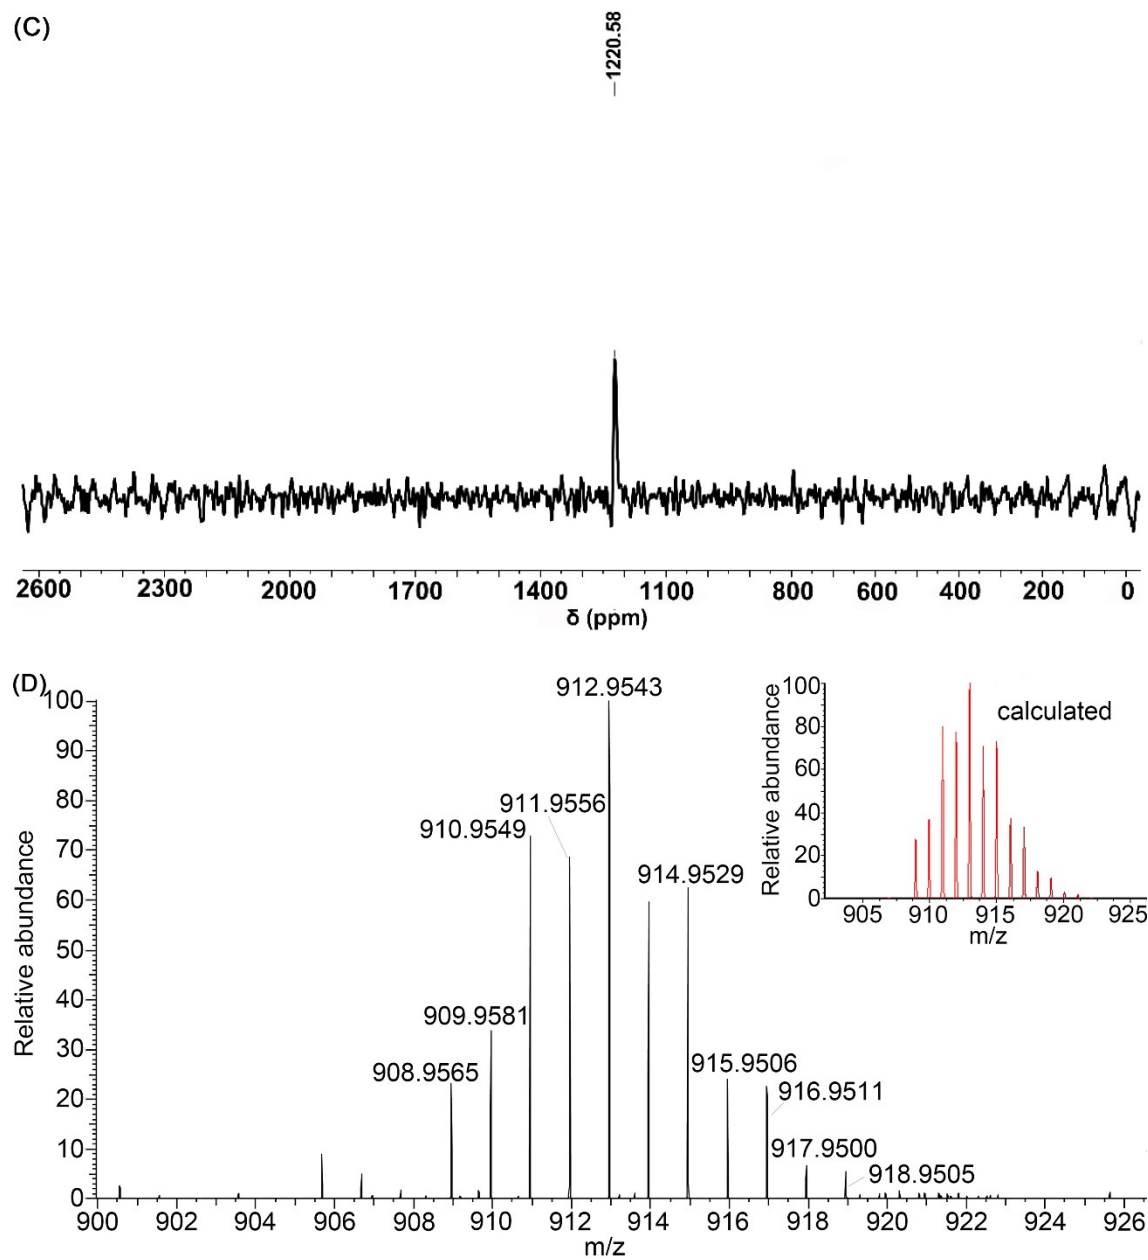 (C)
1220.58
2600 2300 2000 1700 1400 1100 800 600 400 200 0
δ (ppm)
(D)
Relative abundance
100
90
80
70
60
50
40
30
20
10
0
912.9543
911.9556
910.9549
914.9529
909.9581
908.9565
915.9506
916.9511
917.9500
918.9505
900 902 904 906 908 910 912 914 916 918 920 922 924 926
m/z
Relative abundance
100
80
60
40
20
0
calculated
905 910 915 920 925
m/z